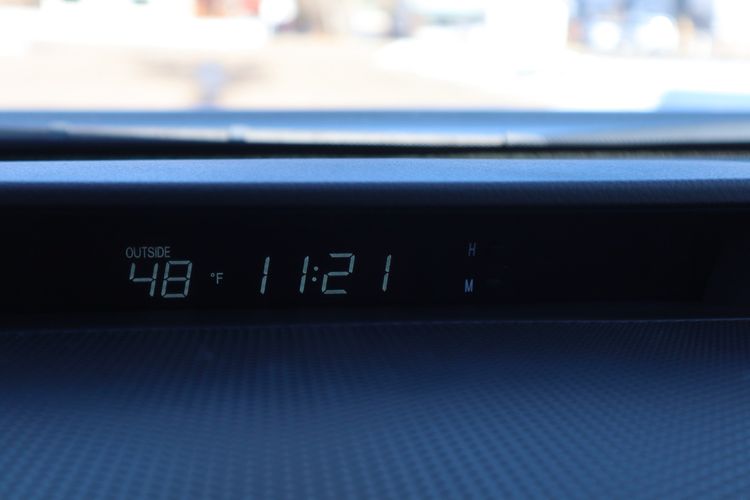 OUTSIDE
48 °F 11:21
H
M